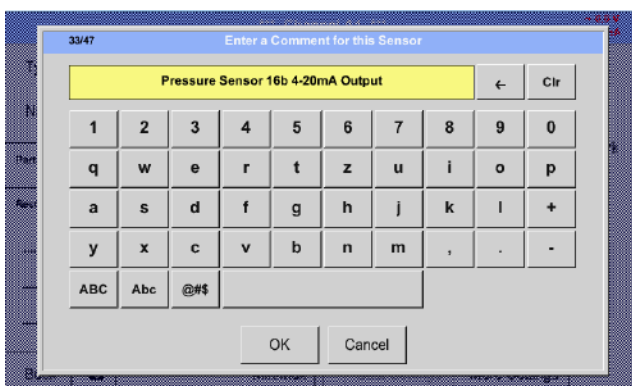 33/47 Enter a Comment for this Sensor
Pressure Sensor 16b 4-20mA Output ← Clr
1 2 3 4 5 6 7 8 9 0
q w e r t z u i o p
a s d f g h j k l +
y x c v b n m , . -
ABC Abc @#$
OK Cancel